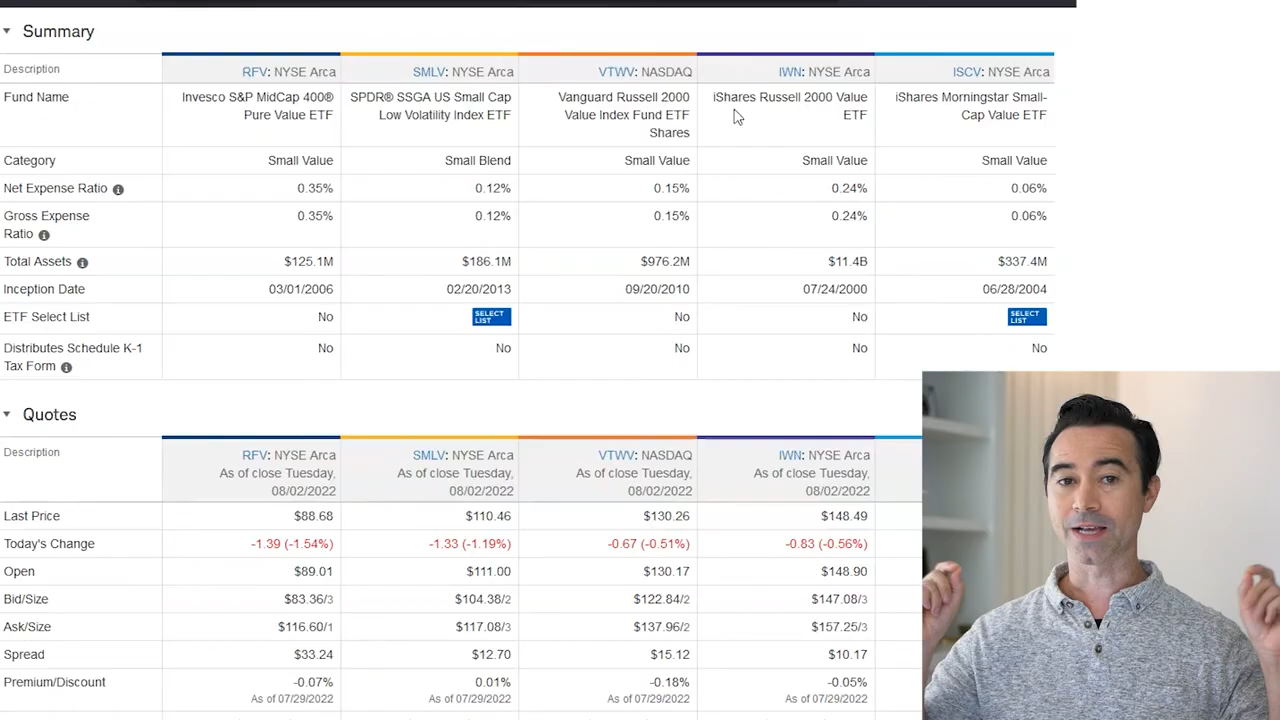 Summary
Description RFV: NYSE Arca SMLV: NYSE Arca VTWV: NASDAQ IWN: NYSE Arca ISCV: NYSE Arca
Fund Name Invesco S&P MidCap 400® SPDR® SSGA US Small Cap Vanguard Russell 2000 iShares Russell 2000 Value iShares Morningstar Small-
Pure Value ETF Low Volatility Index ETF Value Index Fund ETF ETF Cap Value ETF
Shares
Category Small Value Small Blend Small Value Small Value Small Value
Net Expense Ratio 0.35% 0.12% 0.15% 0.24% 0.06%
Gross Expense 0.35% 0.12% 0.15% 0.24% 0.06%
Ratio
Total Assets $125.1M $186.1M $976.2M $11.4B $337.4M
Inception Date 03/01/2006 02/20/2013 09/20/2010 07/24/2000 06/28/2004
ETF Select List No SELECT No No SELECT
LIST LIST
Distributes Schedule K-1 No No No No No
Tax Form
Quotes
Description RFV: NYSE Arca SMLV: NYSE Arca VTWV: NASDAQ IWN: NYSE Arca
As of close Tuesday, As of close Tuesday, As of close Tuesday, As of close Tuesday,
08/02/2022 08/02/2022 08/02/2022 08/02/2022
Last Price $88.68 $110.46 $130.26 $148.49
Today's Change -1.39 (-1.54%) -1.33 (-1.19%) -0.67 (-0.51%) -0.83 (-0.56%)
Open $89.01 $111.00 $130.17 $148.90
Bid/Size $83.36/3 $104.38/2 $122.84/2 $147.08/3
Ask/Size $116.60/1 $117.08/3 $137.96/2 $157.25/3
Spread $33.24 $12.70 $15.12 $10.17
Premium/Discount -0.07% 0.01% -0.18% -0.05%
As of 07/29/2022 As of 07/29/2022 As of 07/29/2022 As of 07/29/2022